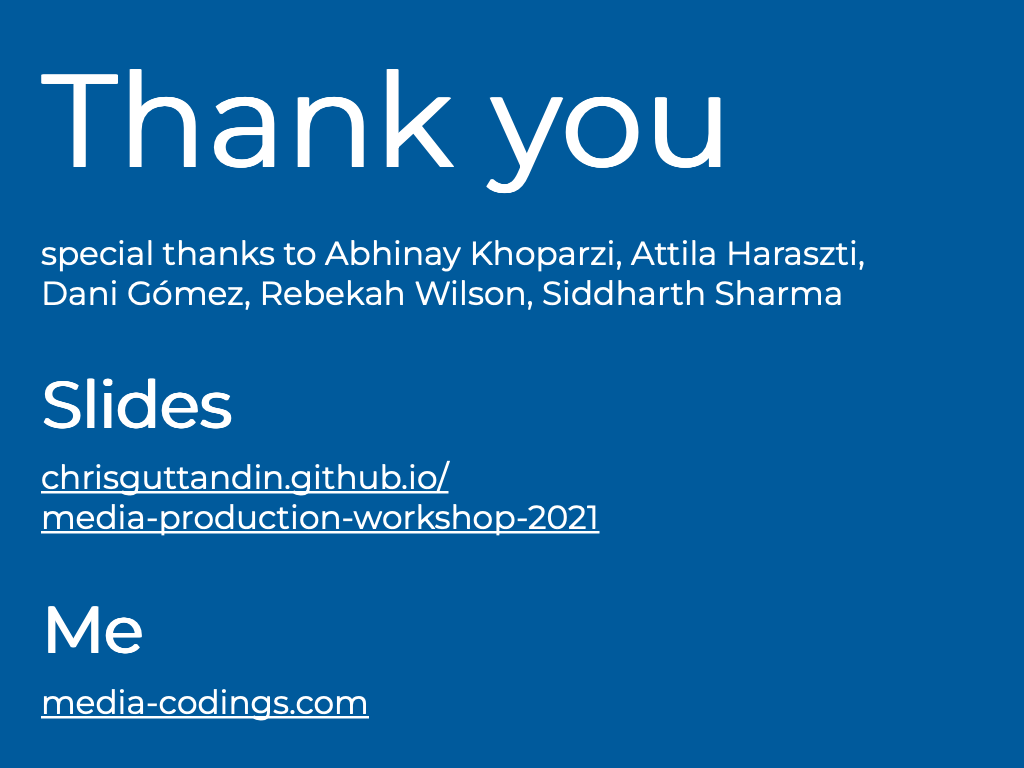 Thank you
special thanks to Abhinay Khoparzi, Attila Haraszti,
Dani Gómez, Rebekah Wilson, Siddharth Sharma
Slides
chrisguttandin.github.io/
media-production-workshop-2021
Me
media-codings.com